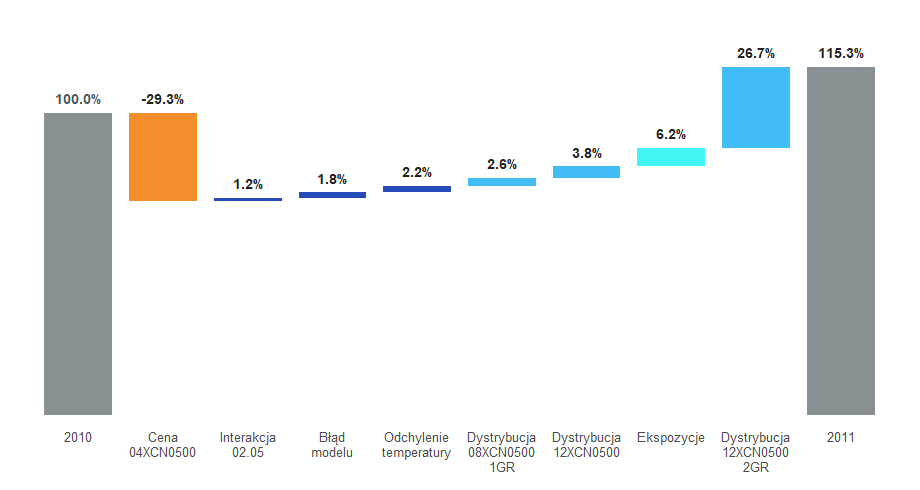 26.7%
115.3%
100.0%
-29.3%
6.2%
3.8%
2.6%
2.2%
1.8%
1.2%
2010
Cena
04XCN0500
Interakcja
02.05
Błąd
modelu
Odchylenie
temperatury
Dystrybucja
08XCN0500
1GR
Dystrybucja
12XCN0500
Ekspozycje
Dystrybucja
12XCN0500
2GR
2011